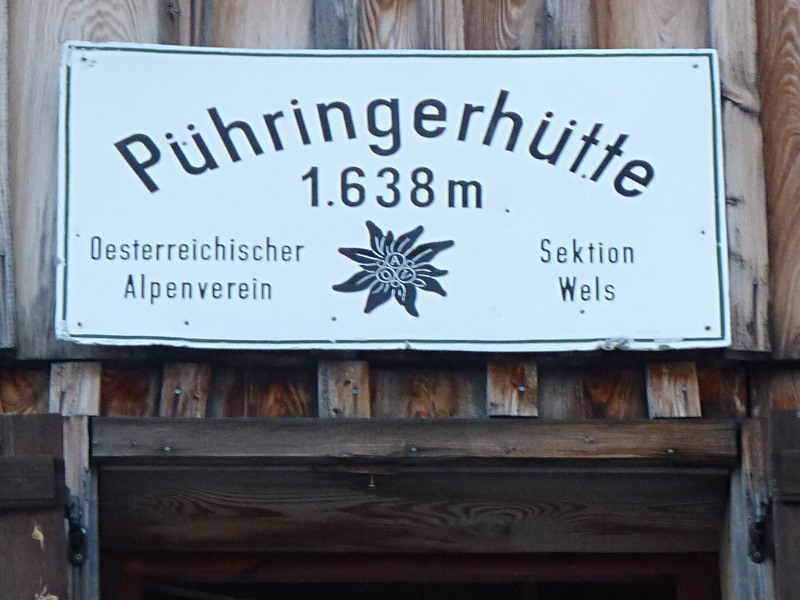 Pühringerhütte
1.638 m
Oesterreichischer
Alpenverein
Sektion
Wels